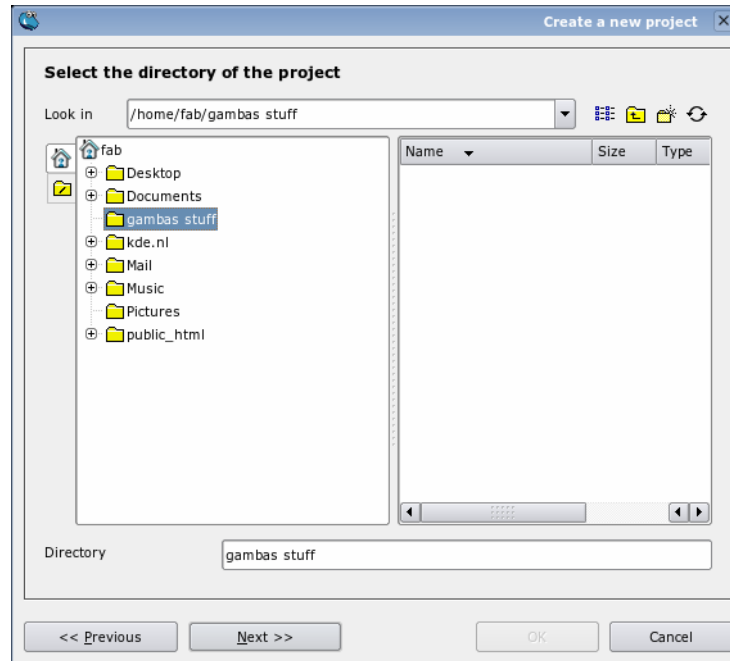 Create a new project
Select the directory of the project
Look in /home/fab/gambas stuff
fab
Desktop
Documents
gambas stuff
kde.nl
Mail
Music
Pictures
public_html
Name Size Type
Directory gambas stuff
<< Previous Next >> OK Cancel